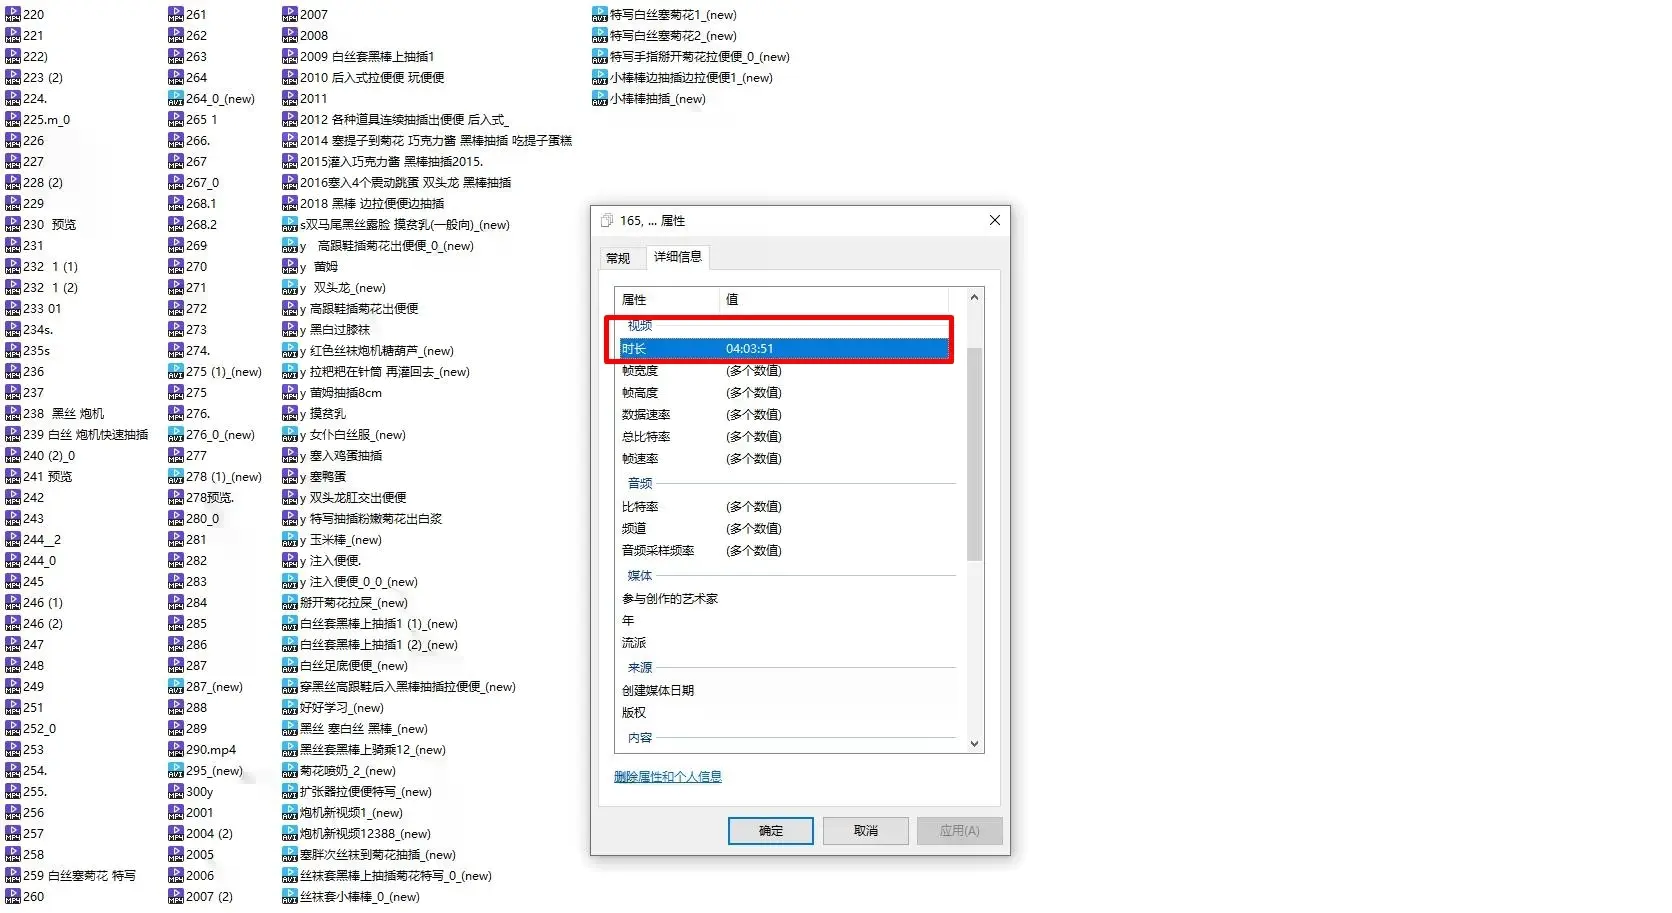 220
221
222)
223 (2)
224.
225.m_0
226
227
228 (2)
229
230 预览
231
232 1 (1)
232 1 (2)
233 01
234s.
235s
236
237
238 黑丝 炮机
239 白丝 炮机快速抽插
240 (2)_0
241 预览
242
243
244__2
244_0
245
246 (1)
246 (2)
247
248
249
251
252_0
253
254.
255.
256
257
258
259 白丝塞菊花 特写
260
261
262
263
264
264_0_(new)
265 1
266.
267
267_0
268.1
268.2
269
270
271
272
273
274.
275 (1)_(new)
275
276.
276_0_(new)
277
278 (1)_(new)
278预览.
280_0
281
282
283
284
285
286
287
287_(new)
288
289
290.mp4
295_(new)
300y
2001
2004 (2)
2005
2006
2007 (2)
2007
2008
2009 白丝套黑棒上抽插1
2010 后入式拉便便 玩便便
2011
2012 各种道具连续抽插出便便 后入式_
2014 塞提子到菊花 巧克力酱 黑棒抽插 吃提子蛋糕
2015灌入巧克力酱 黑棒抽插2015.
2016塞入4个震动跳蛋 双头龙 黑棒抽插
2018 黑棒 边拉便便边抽插
s双马尾黑丝露脸 摸贫乳(一般向)_(new)
y 高跟鞋插菊花出便便_0_(new)
y 茵姆
y 双头龙_(new)
y 高跟鞋插菊花出便便
y 黑白过膝袜
y 红色丝袜炮机糖葫芦_(new)
y 拉粑粑在针筒 再灌回去_(new)
y 茵姆抽插8cm
y 摸贫乳
y 女仆白丝服_(new)
y 塞入鸡蛋抽插
y 塞鸭蛋
y 双头龙肛交出便便
y 特写抽插粉嫩菊花出白浆
y 玉米棒_(new)
y 注入便便.
y 注入便便_0_0_(new)
掰开菊花拉屎_(new)
白丝套黑棒上抽插1 (1)_(new)
白丝套黑棒上抽插1 (2)_(new)
白丝足底便便_(new)
穿黑丝高跟鞋后入黑棒抽插拉便便_(new)
好好学习_(new)
黑丝 塞白丝 黑棒_(new)
黑丝套黑棒上骑乘12_(new)
菊花喷奶_2_(new)
扩张器拉便便特写_(new)
炮机新视频1_(new)
炮机新视频12388_(new)
塞胖次丝袜到菊花抽插_(new)
丝袜套黑棒上抽插菊花特写_0_(new)
丝袜套小棒棒_0_(new)
特写白丝塞菊花1_(new)
特写白丝塞菊花2_(new)
特写手指掰开菊花拉便便_0_(new)
小棒棒边抽插边拉便便1_(new)
小棒棒抽插_(new)
165, ... 属性
常规 详细信息
属性 值
视频
时长 04:03:51
帧宽度 (多个数值)
帧高度 (多个数值)
数据速率 (多个数值)
总比特率 (多个数值)
帧速率 (多个数值)
音频
比特率 (多个数值)
频道 (多个数值)
音频采样频率 (多个数值)
媒体
参与创作的艺术家
年
流派
来源
创建媒体日期
版权
内容
删除属性和个人信息
确定 取消 应用(A)